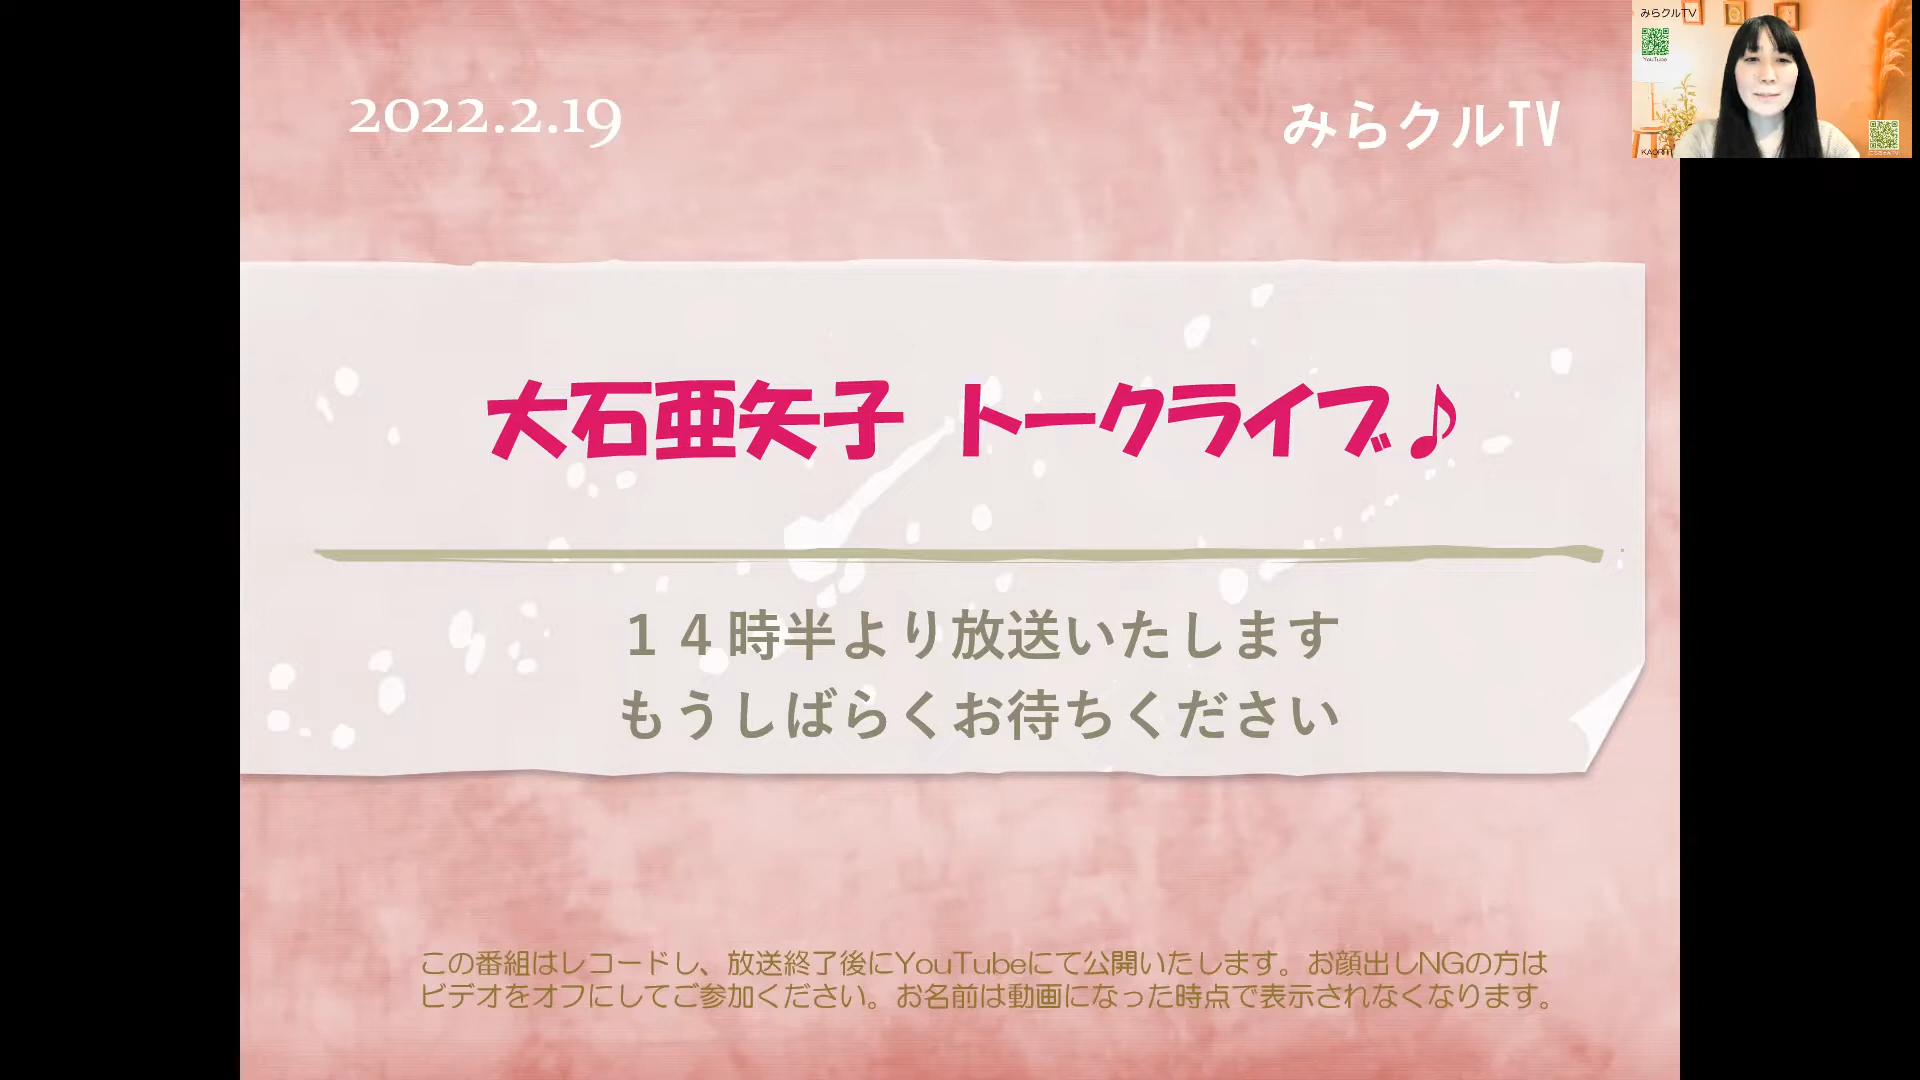 2022.2.19
みらクルTV
みらクルTV
YouTube
大石亜矢子 トークライブ♪
１４時半より放送いたします
もうしばらくお待ちください
この番組はレコードし、放送終了後にYouTubeにて公開いたします。お顔出しNGの方は
ビデオをオフにしてご参加ください。お名前は動画になった時点で表示されなくなります。